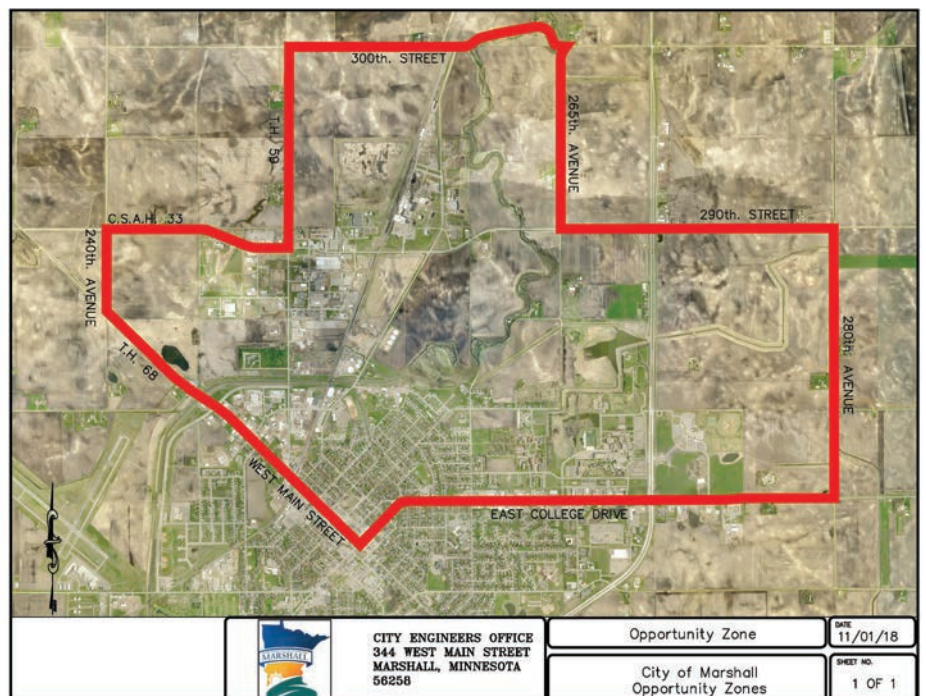 300th. STREET
T.H. 59
265th. AVENUE
290th. STREET
C.S.A.H. 33
240th. AVENUE
T.H. 68
280th. AVENUE
WEST MAIN STREET
EAST COLLEGE DRIVE
MARSHALL
CITY ENGINEERS OFFICE
344 WEST MAIN STREET
MARSHALL, MINNESOTA
56258
Opportunity Zone
City of Marshall
Opportunity Zones
DATE
11/01/18
SHEET NO.
1 OF 1